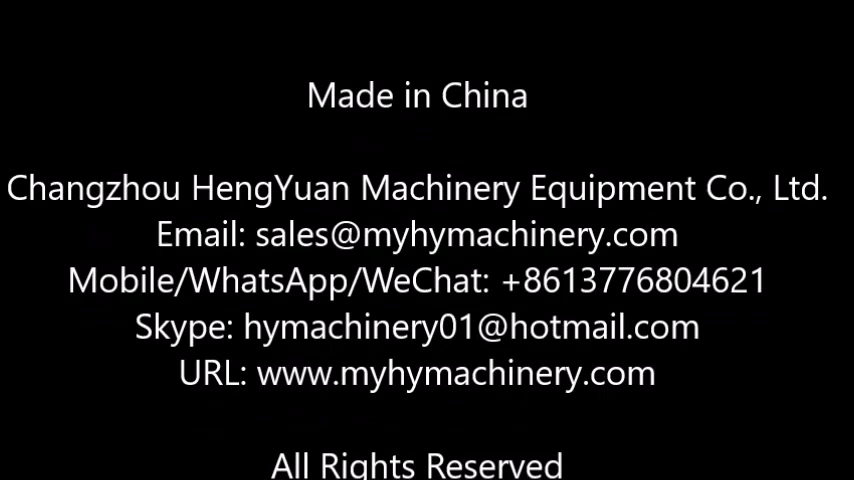 Made in China
Changzhou HengYuan Machinery Equipment Co., Ltd.
Email: sales@myhymachinery.com
Mobile/WhatsApp/WeChat: +8613776804621
Skype: hymachinery01@hotmail.com
URL: www.myhymachinery.com
All Rights Reserved